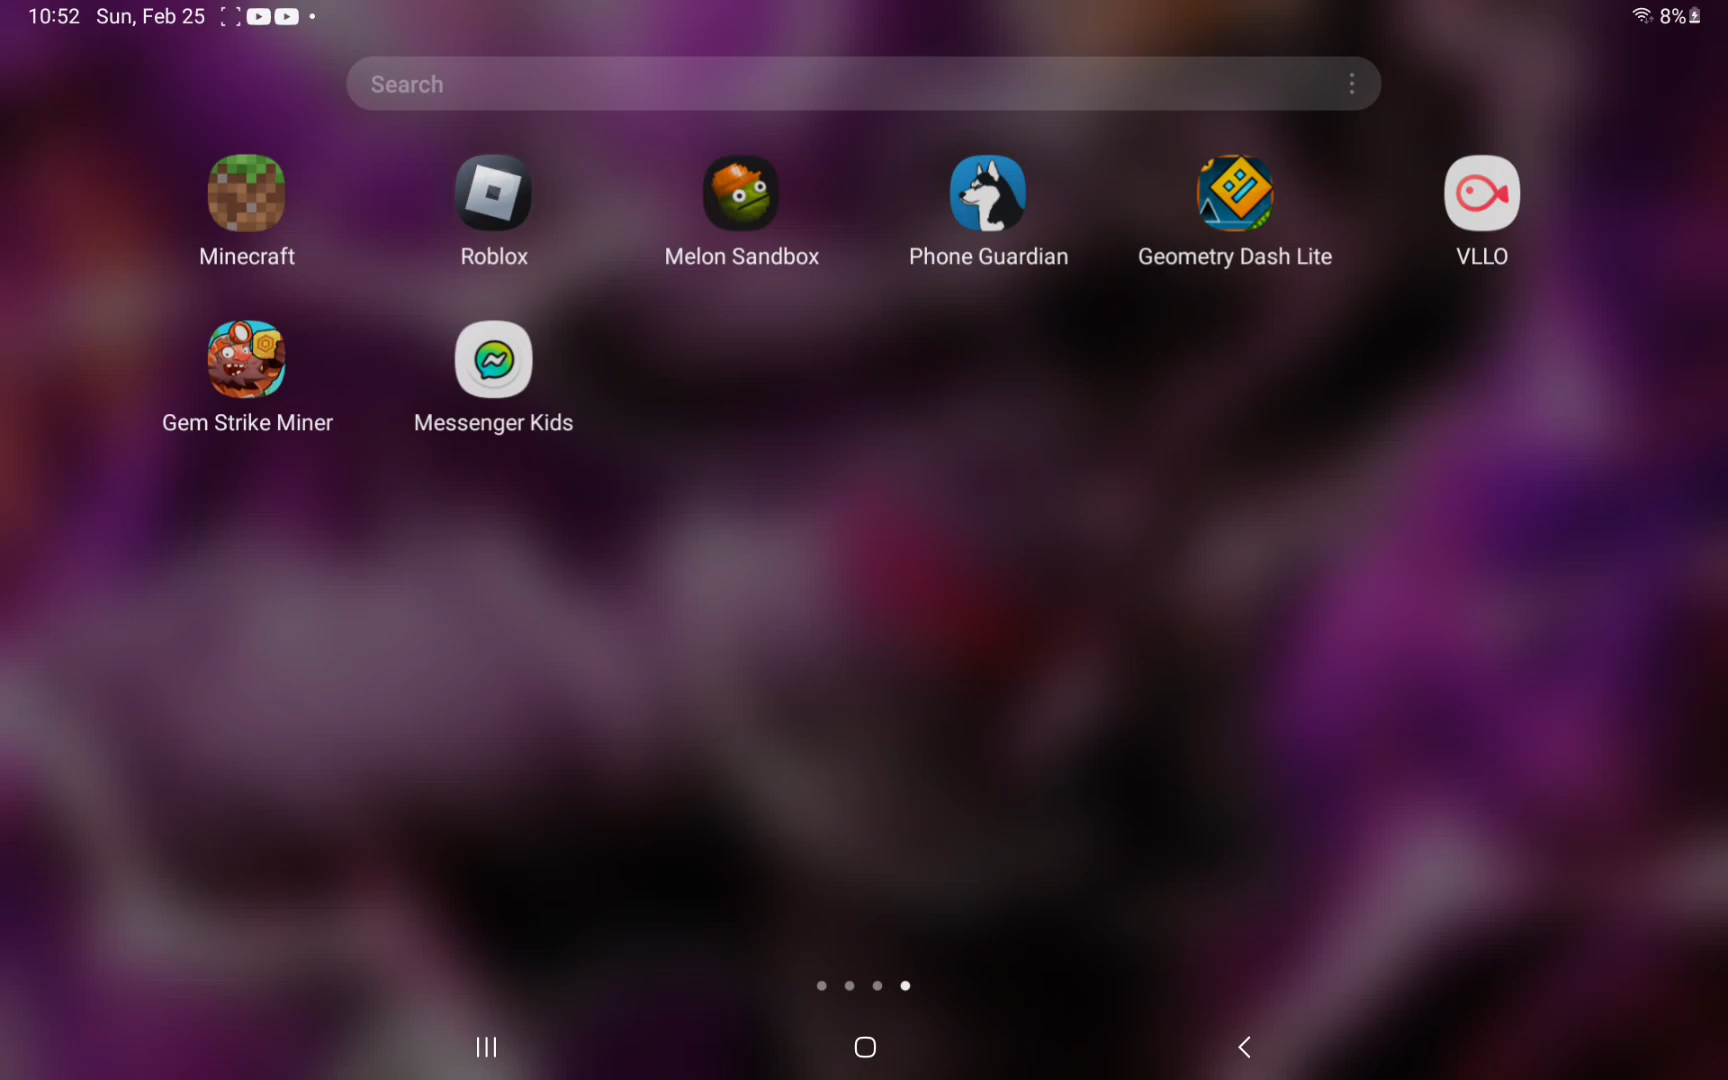 10:52 Sun, Feb 25
8%
Search
Minecraft Roblox Melon Sandbox Phone Guardian Geometry Dash Lite VLLO
Gem Strike Miner Messenger Kids